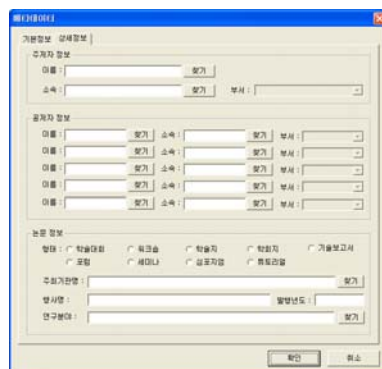 메타데이터
기본정보 상세정보
주저자 정보
이름 : 찾기
소속 : 찾기 부서 :
공저자 정보
이름 : 찾기 소속 : 찾기 부서 :
이름 : 찾기 소속 : 찾기 부서 :
이름 : 찾기 소속 : 찾기 부서 :
이름 : 찾기 소속 : 찾기 부서 :
이름 : 찾기 소속 : 찾기 부서 :
논문 정보
형태 : 학술대회 워크숍 학술지 학회지 기술보고서
포럼 세미나 심포지엄 튜토리얼
주최기관명 : 찾기
행사명 : 발행년도 :
연구분야 : 찾기
확인 취소